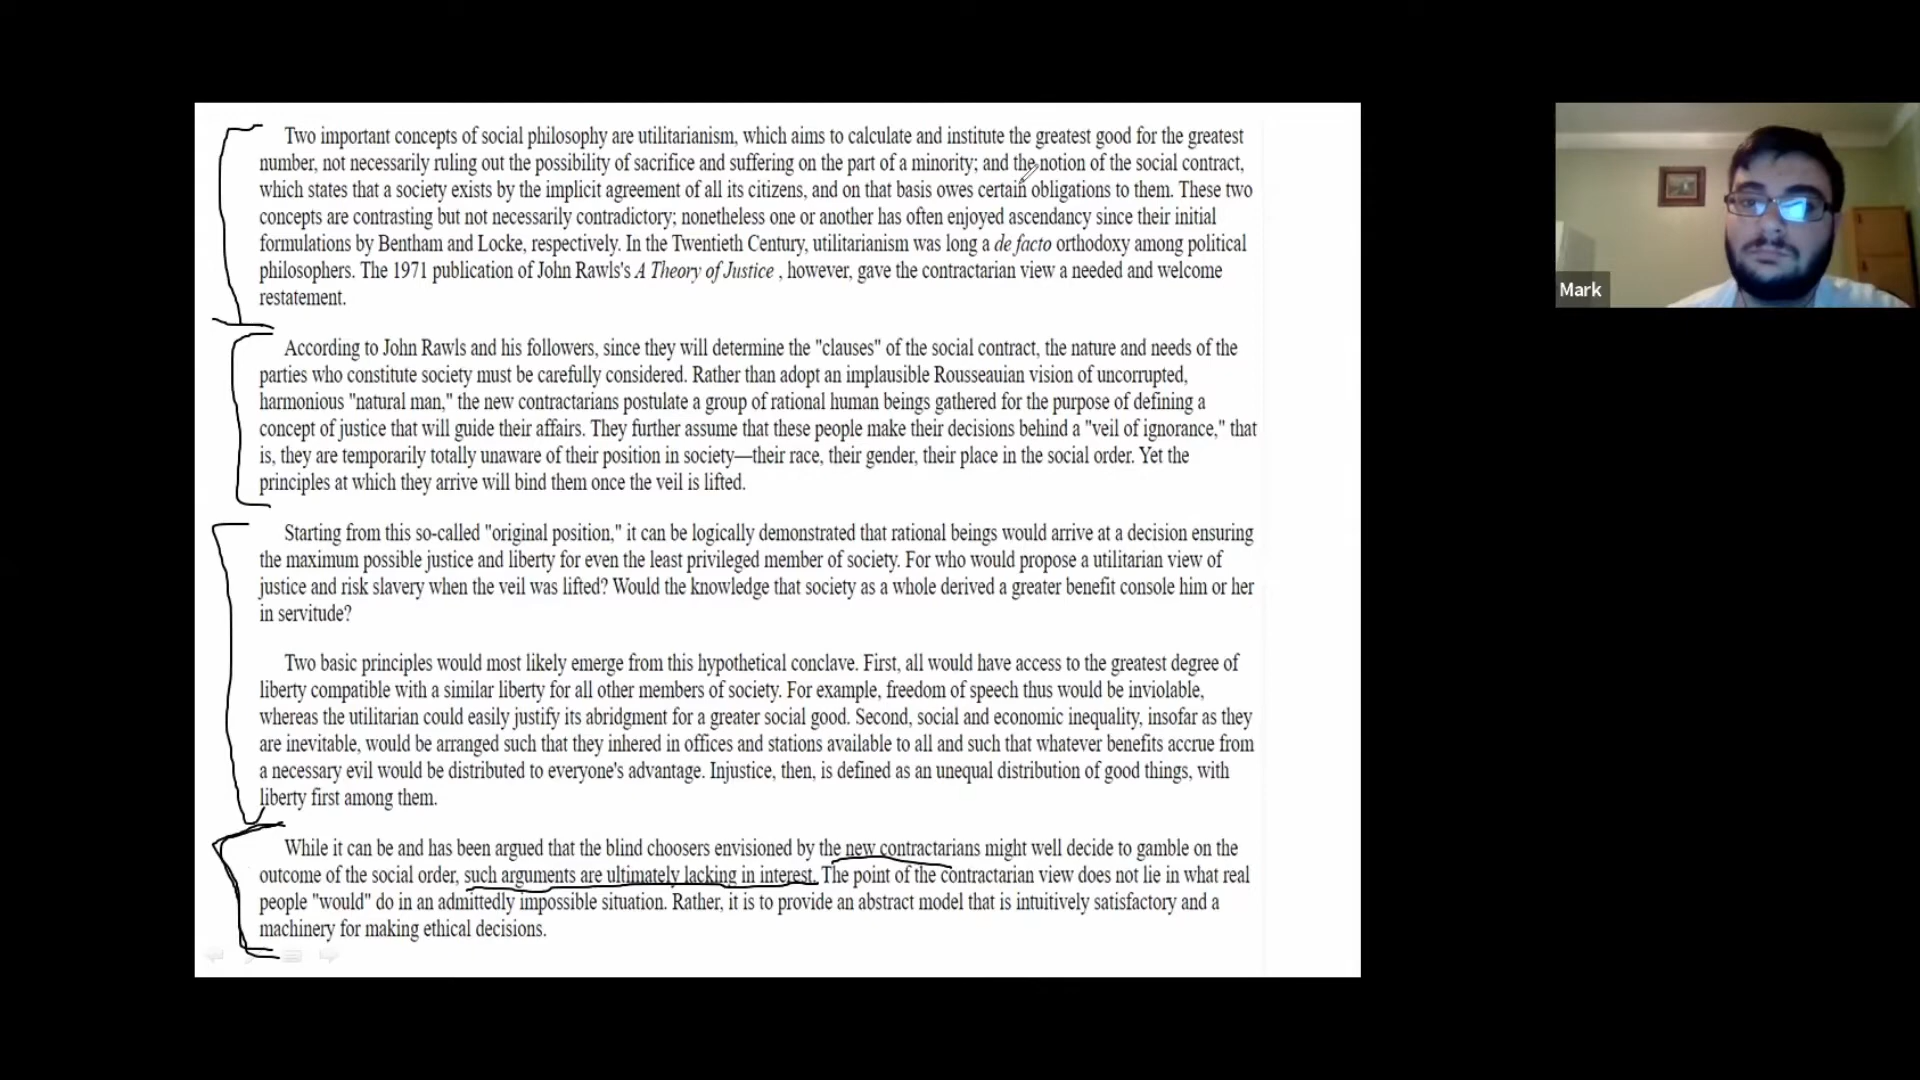 Two important concepts of social philosophy are utilitarianism, which aims to calculate and institute the greatest good for the greatest
number, not necessarily ruling out the possibility of sacrifice and suffering on the part of a minority; and the notion of the social contract,
which states that a society exists by the implicit agreement of all its citizens, and on that basis owes certain obligations to them. These two
concepts are contrasting but not necessarily contradictory; nonetheless one or another has often enjoyed ascendancy since their initial
formulations by Bentham and Locke, respectively. In the Twentieth Century, utilitarianism was long a de facto orthodoxy among political
philosophers. The 1971 publication of John Rawls's A Theory of Justice , however, gave the contractarian view a needed and welcome
restatement.
According to John Rawls and his followers, since they will determine the "clauses" of the social contract, the nature and needs of the
parties who constitute society must be carefully considered. Rather than adopt an implausible Rousseauian vision of uncorrupted,
harmonious "natural man," the new contractarians postulate a group of rational human beings gathered for the purpose of defining a
concept of justice that will guide their affairs. They further assume that these people make their decisions behind a "veil of ignorance," that
is, they are temporarily totally unaware of their position in society—their race, their gender, their place in the social order. Yet the
principles at which they arrive will bind them once the veil is lifted.
Starting from this so-called "original position," it can be logically demonstrated that rational beings would arrive at a decision ensuring
the maximum possible justice and liberty for even the least privileged member of society. For who would propose a utilitarian view of
justice and risk slavery when the veil was lifted? Would the knowledge that society as a whole derived a greater benefit console him or her
in servitude?
Two basic principles would most likely emerge from this hypothetical conclave. First, all would have access to the greatest degree of
liberty compatible with a similar liberty for all other members of society. For example, freedom of speech thus would be inviolable,
whereas the utilitarian could easily justify its abridgment for a greater social good. Second, social and economic inequality, insofar as they
are inevitable, would be arranged such that they inhered in offices and stations available to all and such that whatever benefits accrue from
a necessary evil would be distributed to everyone's advantage. Injustice, then, is defined as an unequal distribution of good things, with
liberty first among them.
While it can be and has been argued that the blind choosers envisioned by the new contractarians might well decide to gamble on the
outcome of the social order, such arguments are ultimately lacking in interest. The point of the contractarian view does not lie in what real
people "would" do in an admittedly impossible situation. Rather, it is to provide an abstract model that is intuitively satisfactory and a
machinery for making ethical decisions.
Mark